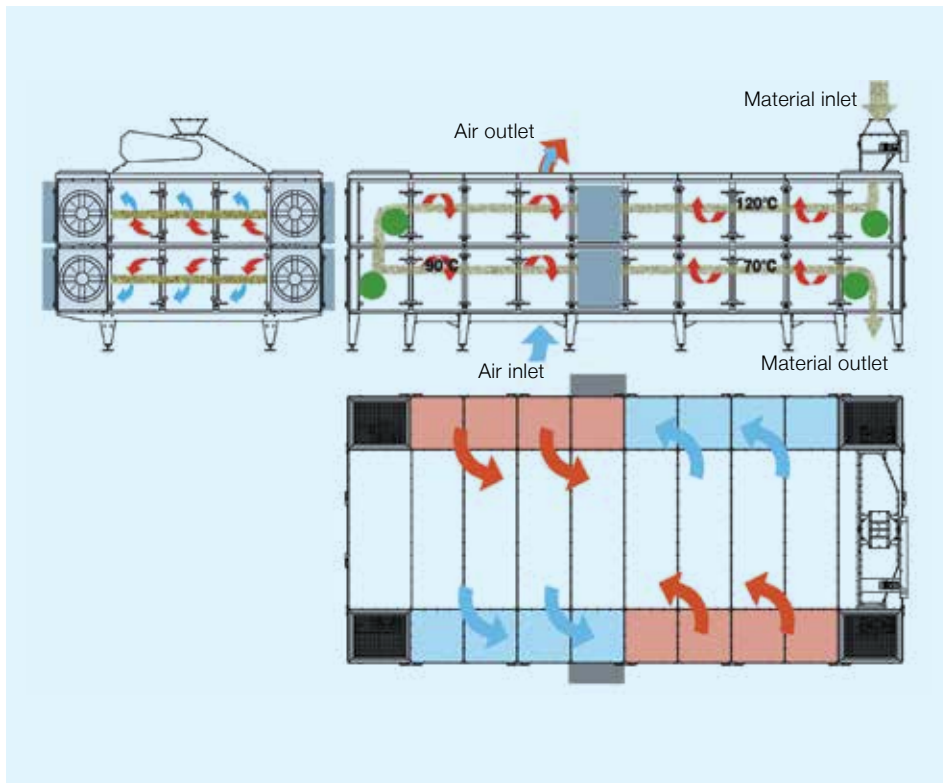 Material inlet
Air outlet
120°C
90°C
70°C
Air inlet
Material outlet